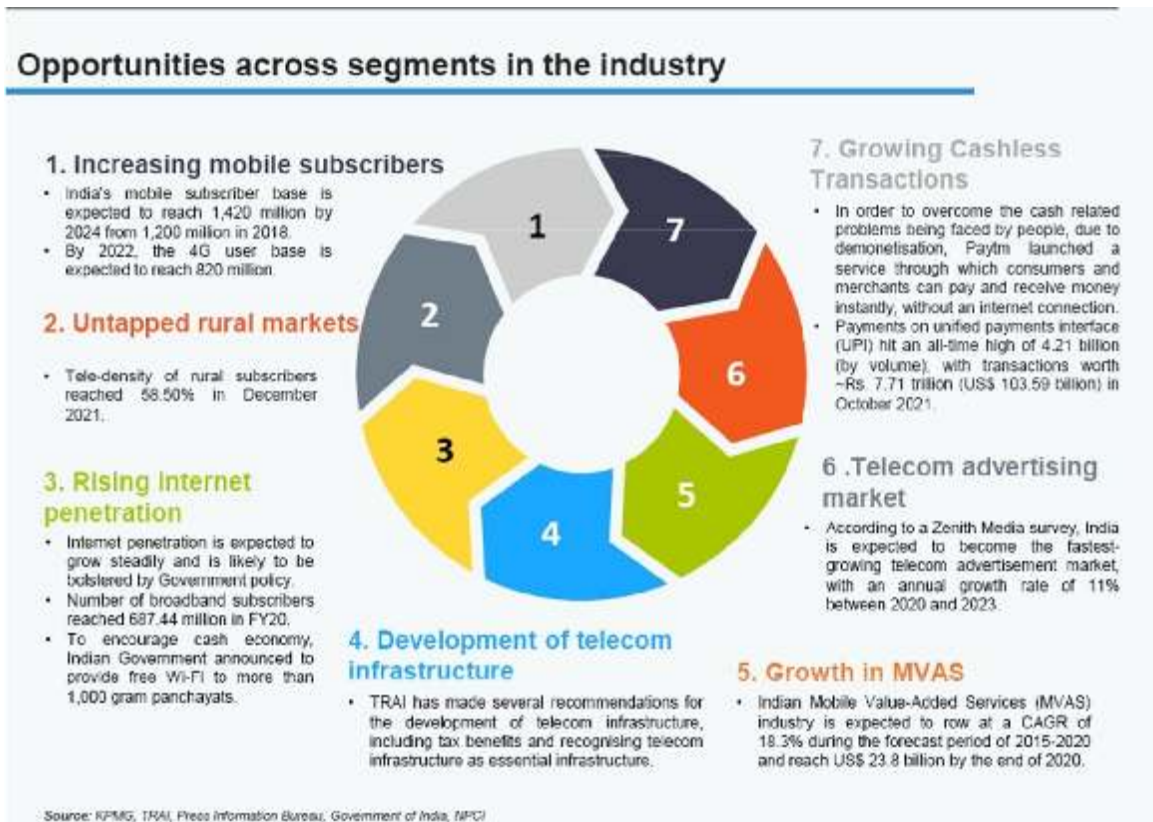 Opportunities across segments in the industry
1. Increasing mobile subscribers
• India's mobile subscriber base is
expected to reach 1,420 million by
2024 from 1,200 million in 2018.
• By 2022, the 4G user base is
expected to reach 820 million.
2. Untapped rural markets
• Tele-density of rural subscribers
reached 58.50% in December
2021.
3. Rising internet
penetration
• Internet penetration is expected to
grow steadily and is likely to be
bolstered by Government policy.
• Number of broadband subscribers
reached 687.44 million in FY20.
• To encourage cash economy,
Indian Government announced to
provide free Wi-Fi to more than
1,000 gram panchayats.
4. Development of telecom
infrastructure
• TRAI has made several recommendations for
the development of telecom infrastructure,
including tax benefits and recognising telecom
infrastructure as essential infrastructure.
5. Growth in MVAS
• Indian Mobile Value-Added Services (MVAS)
industry is expected to row at a CAGR of
18.3% during the forecast period of 2015-2020
and reach US$ 23.8 billion by the end of 2020.
6 .Telecom advertising
market
• According to a Zenith Media survey, India
is expected to become the fastest-
growing telecom advertisement market,
with an annual growth rate of 11%
between 2020 and 2023.
7. Growing Cashless
Transactions
• In order to overcome the cash related
problems being faced by people, due to
demonetisation, Paytm launched a
service through which consumers and
merchants can pay and receive money
instantly, without an internet connection.
• Payments on unified payments interface
(UPI) hit an all-time high of 4.21 billion
(by volume), with transactions worth
~Rs. 7.71 trillion (US$ 103.59 billion) in
October 2021.
1
2
3
4
5
6
7
Source: KPMG, TRAI, Press Information Bureau, Government of India, NPCI